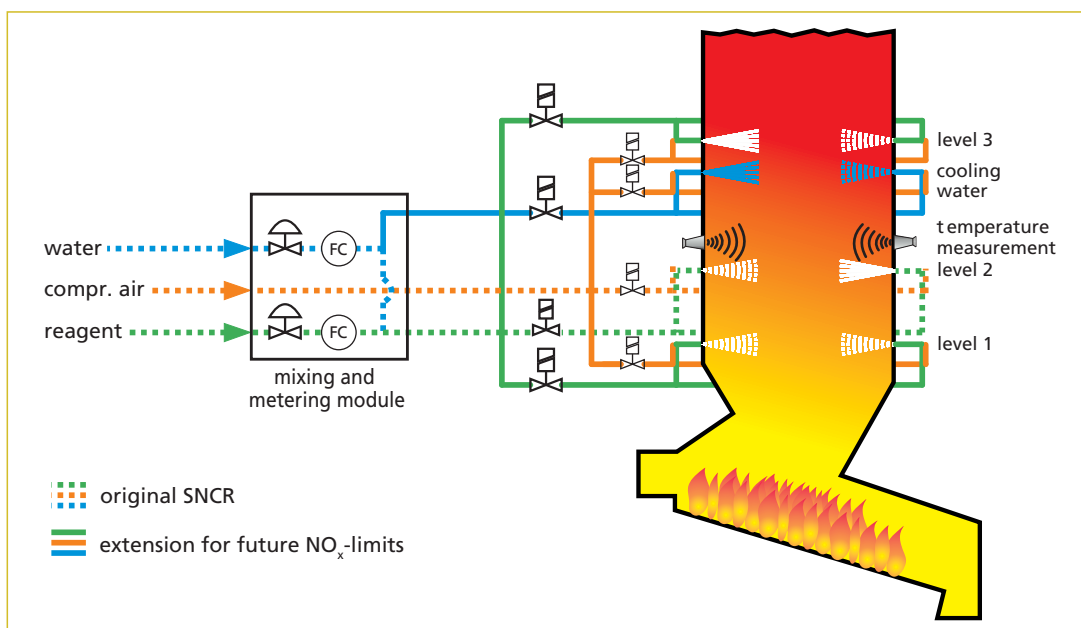 level 3
cooling
water
temperature
measurement
level 2
level 1
water
compr. air
reagent
FC
FC
mixing and
metering module
original SNCR
extension for future NOₓ-limits